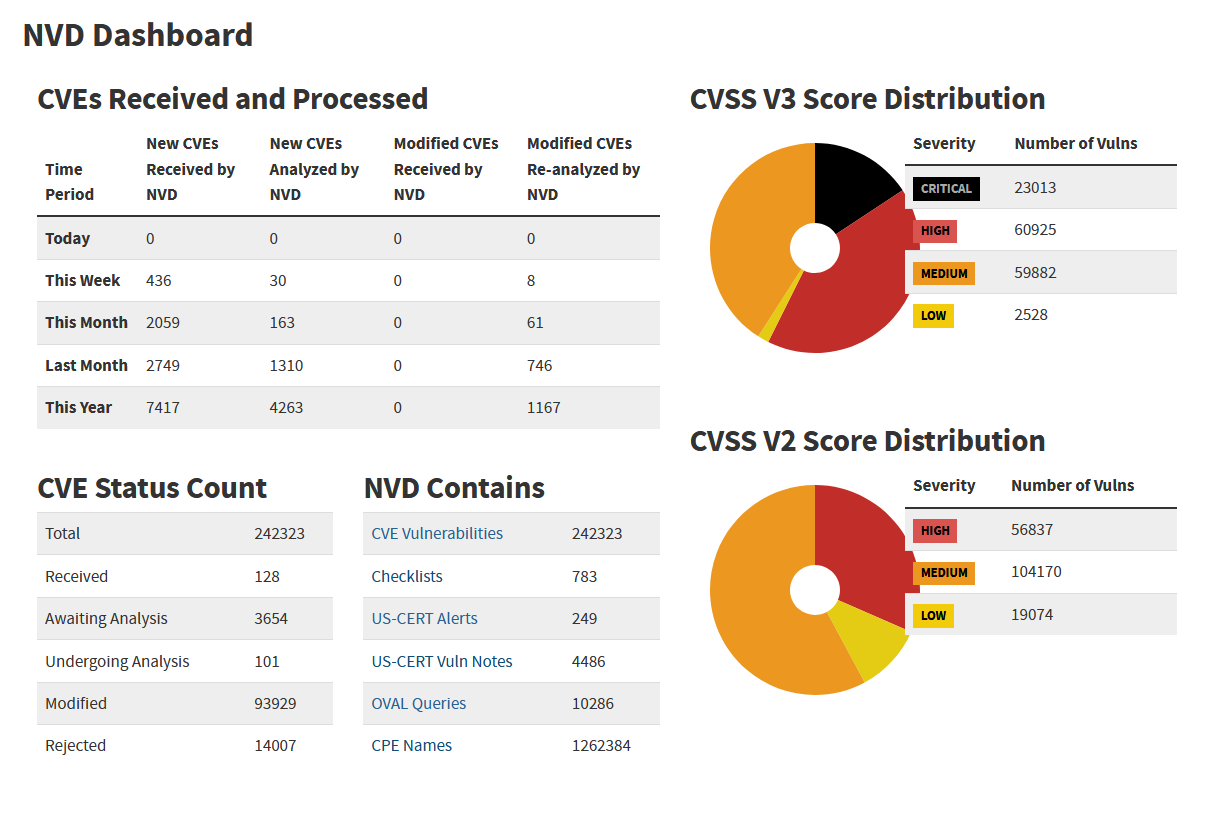 NVD Dashboard
CVEs Received and Processed
Time Period New CVEs Received by NVD New CVEs Analyzed by NVD Modified CVEs Received by NVD Modified CVEs Re-analyzed by NVD
Today 0 0 0 0
This Week 436 30 0 8
This Month 2059 163 0 61
Last Month 2749 1310 0 746
This Year 7417 4263 0 1167
CVE Status Count
Total 242323
Received 128
Awaiting Analysis 3654
Undergoing Analysis 101
Modified 93929
Rejected 14007
NVD Contains
CVE Vulnerabilities 242323
Checklists 783
US-CERT Alerts 249
US-CERT Vuln Notes 4486
OVAL Queries 10286
CPE Names 1262384
CVSS V3 Score Distribution
Severity Number of Vulns
CRITICAL 23013
HIGH 60925
MEDIUM 59882
LOW 2528
CVSS V2 Score Distribution
Severity Number of Vulns
HIGH 56837
MEDIUM 104170
LOW 19074